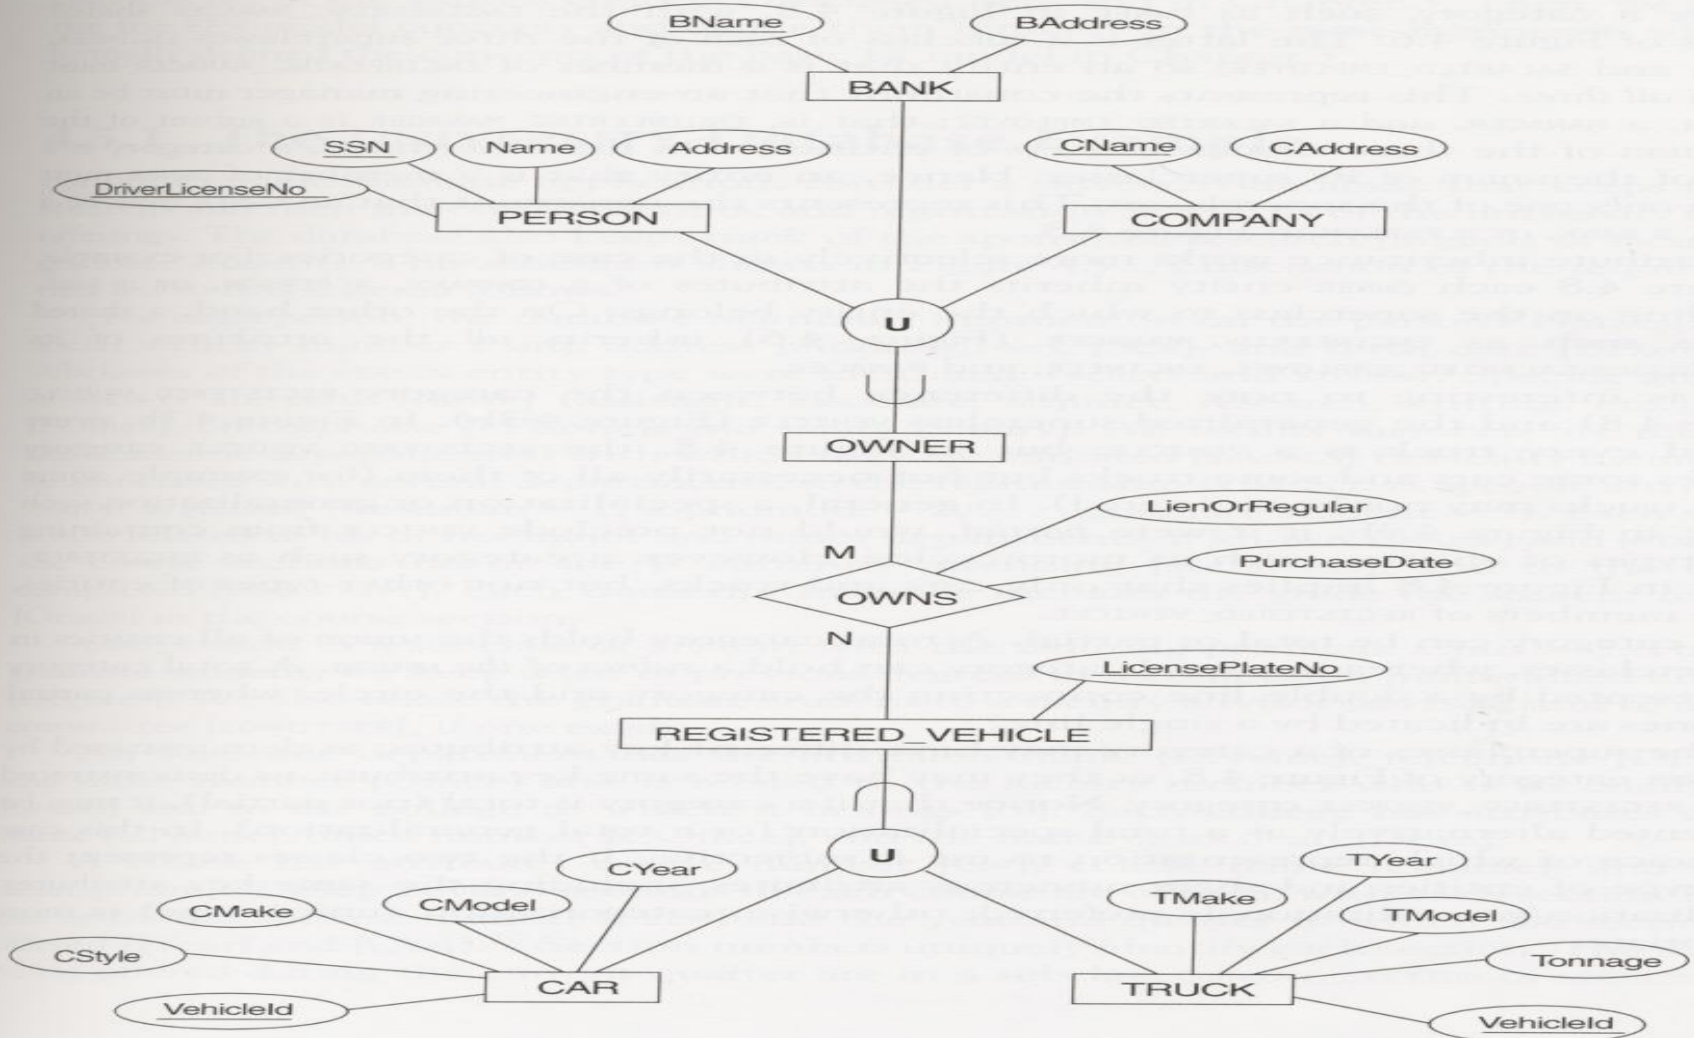 BName
BAddress
BANK
SSN
Name
Address
CName
CAddress
DriverLicenseNo
PERSON
COMPANY
U
OWNER
LienOrRegular
M
PurchaseDate
OWNS
N
LicensePlateNo
REGISTERED_VEHICLE
U
CYear
TYear
CMake
CModel
TMake
TModel
CStyle
Tonnage
CAR
TRUCK
VehicleId
VehicleId